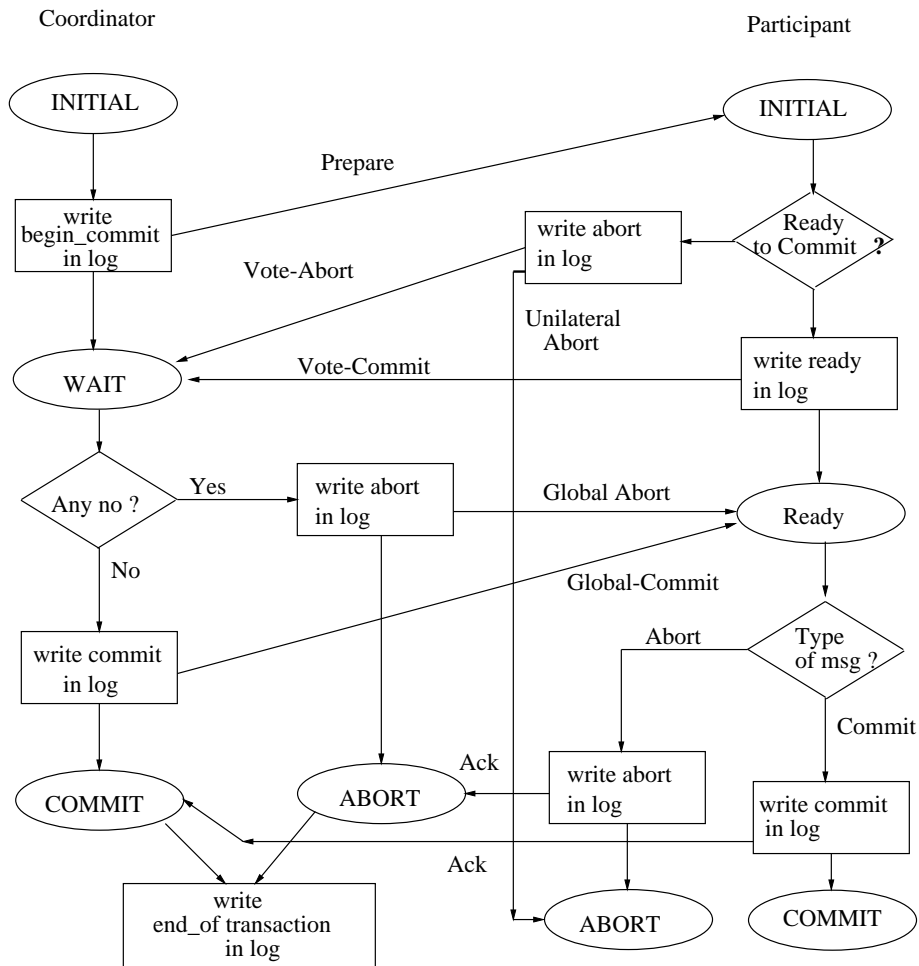 Coordinator
Participant
INITIAL
INITIAL
Prepare
write
begin_commit
in log
write abort
in log
Ready
to Commit ?
Vote-Abort
Unilateral
Abort
WAIT
Vote-Commit
write ready
in log
Any no ?
Yes
write abort
in log
Global Abort
Ready
No
Global-Commit
write commit
in log
Abort
Type
of msg ?
Commit
COMMIT
ABORT
Ack
write abort
in log
write commit
in log
Ack
write
end_of transaction
in log
ABORT
COMMIT